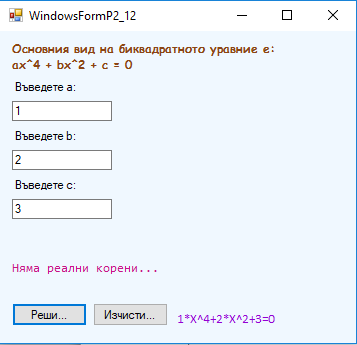 WindowsFormP2_12
Основния вид на биквадратното уравние е:
ax^4 + bx^2 + c = 0
Въведете a:
1
Въведете b:
2
Въведете c:
3
Няма реални корени...
Реши...
Изчисти...
1*X^4+2*X^2+3=0